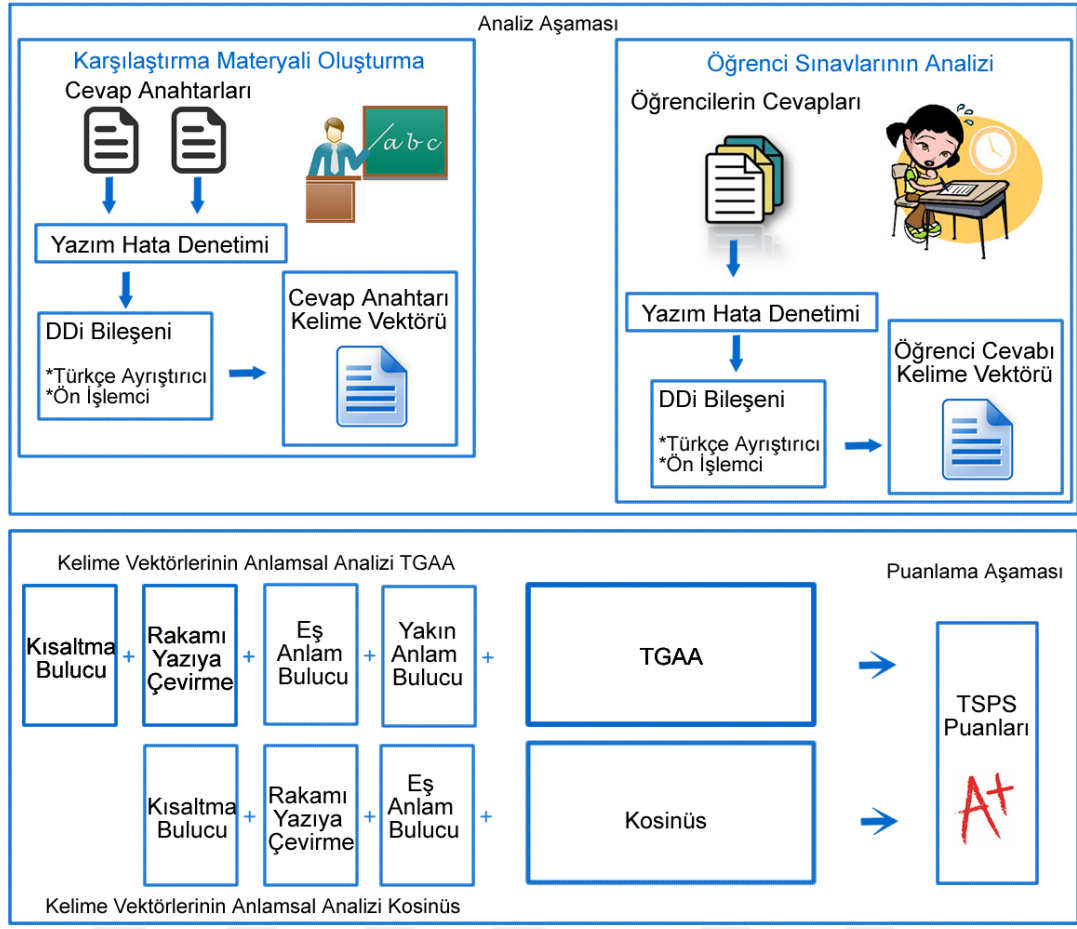 Analiz Aşaması
Karşılaştırma Materyali Oluşturma
Cevap Anahtarları
abc
Yazım Hata Denetimi
DDi Bileşeni
*Türkçe Ayrıştırıcı
*Ön İşlemci
Cevap Anahtarı
Kelime Vektörü
Öğrenci Sınavlarının Analizi
Öğrencilerin Cevapları
Yazım Hata Denetimi
DDi Bileşeni
*Türkçe Ayrıştırıcı
*Ön İşlemci
Öğrenci Cevabı
Kelime Vektörü
Kelime Vektörlerinin Anlamsal Analizi TGAA
Puanlama Aşaması
Kısaltma
Bulucu
+
Rakamı
Yazıya
Çevirme
+
Eş
Anlam
Bulucu
+
Yakın
Anlam
Bulucu
+
TGAA
TSPS
Puanları
A+
Kısaltma
Bulucu
+
Rakamı
Yazıya
Çevirme
+
Eş
Anlam
Bulucu
+
Kosinüs
Kelime Vektörlerinin Anlamsal Analizi Kosinüs